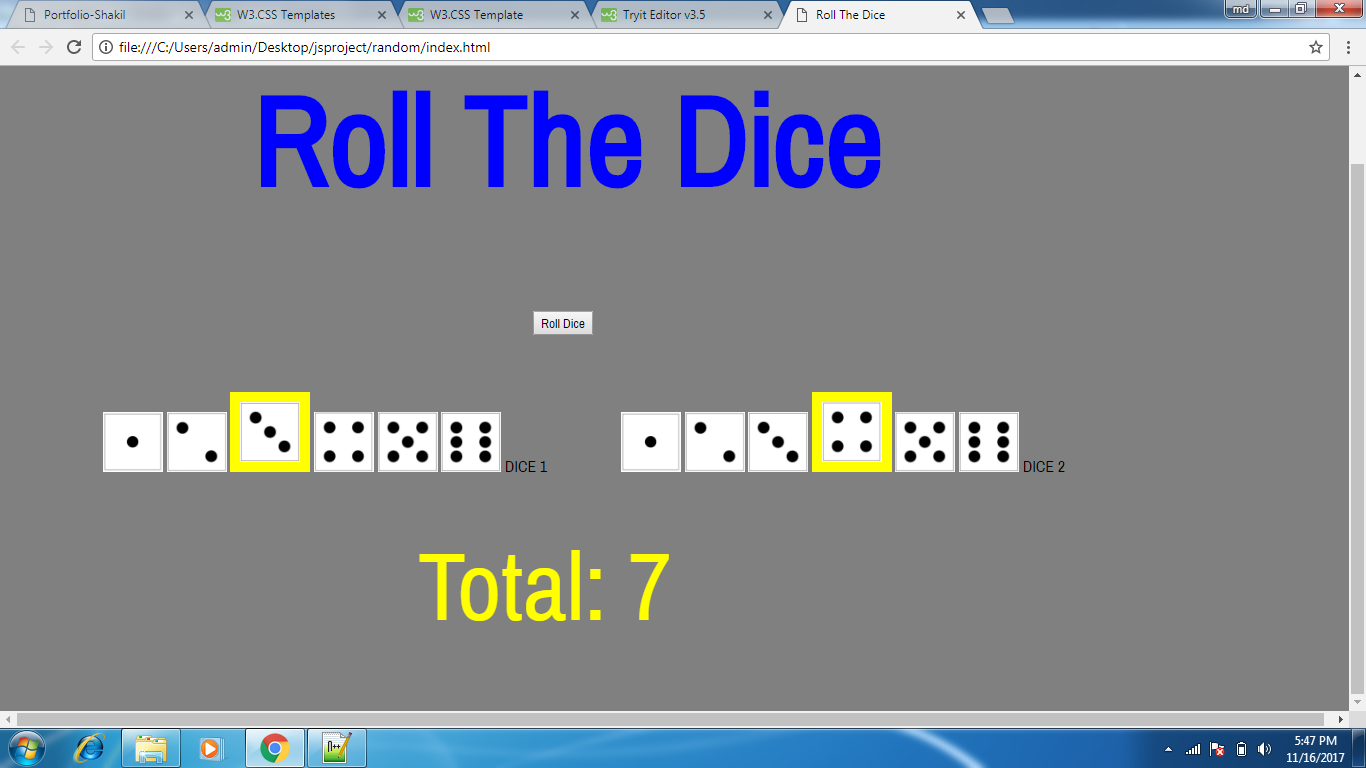 Portfolio-Shakil
W3.CSS Templates
W3.CSS Template
Tryit Editor v3.5
Roll The Dice
md
file:///C:/Users/admin/Desktop/jsproject/random/index.html
Roll The Dice
Roll Dice
DICE 1
DICE 2
Total: 7
5:47 PM
11/16/2017